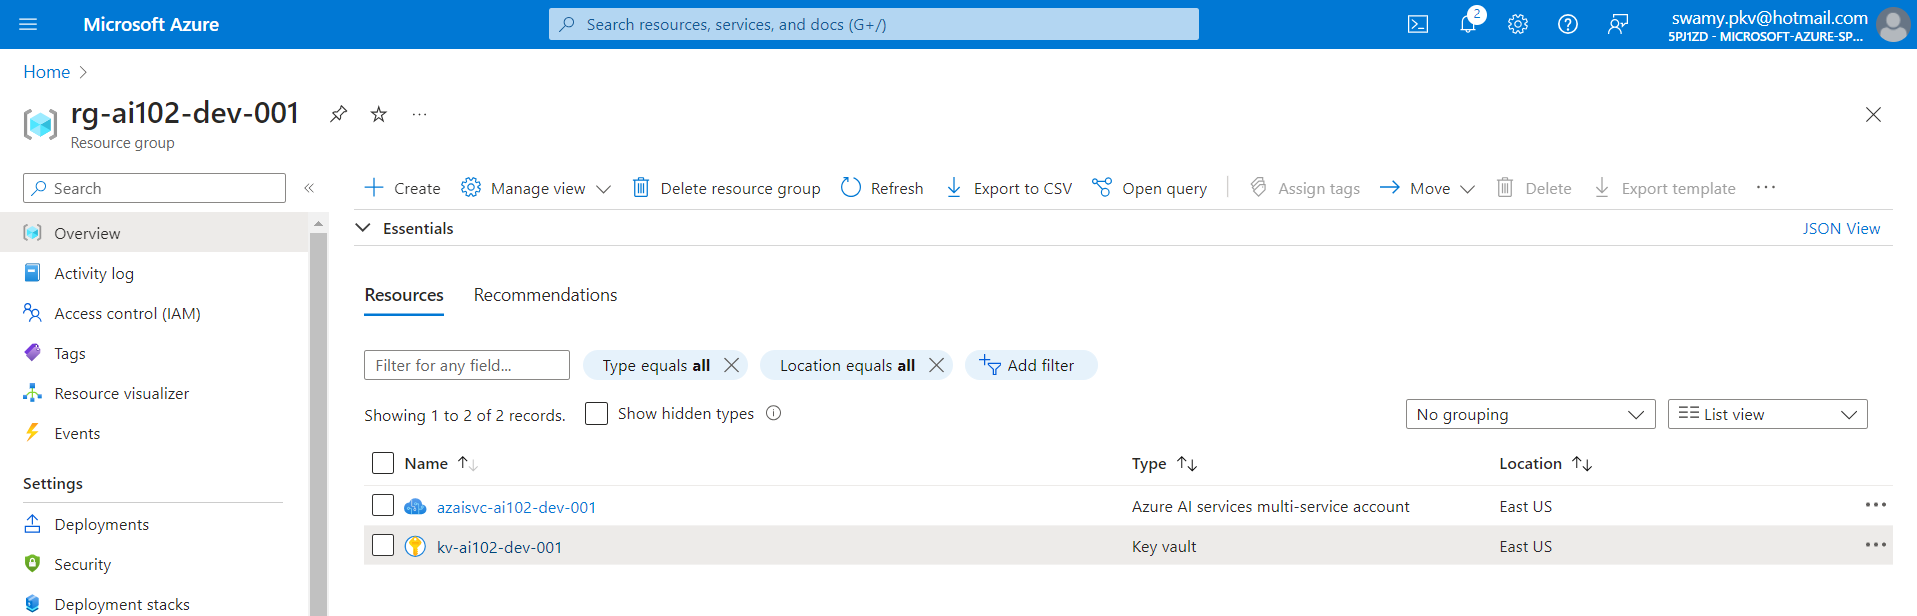 Microsoft Azure
Search resources, services, and docs (G+/)
2
swamy.pkv@hotmail.com
5PJ1ZD - MICROSOFT-AZURE-SP...
Home
rg-ai102-dev-001
Resource group
Search
Overview
Activity log
Access control (IAM)
Tags
Resource visualizer
Events
Settings
Deployments
Security
Deployment stacks
Create Manage view Delete resource group Refresh Export to CSV Open query Assign tags Move Delete Export template
Essentials JSON View
Resources Recommendations
Filter for any field... Type equals all Location equals all Add filter
Showing 1 to 2 of 2 records. Show hidden types No grouping List view
Name Type Location
azaisvc-ai102-dev-001 Azure AI services multi-service account East US
kv-ai102-dev-001 Key vault East US